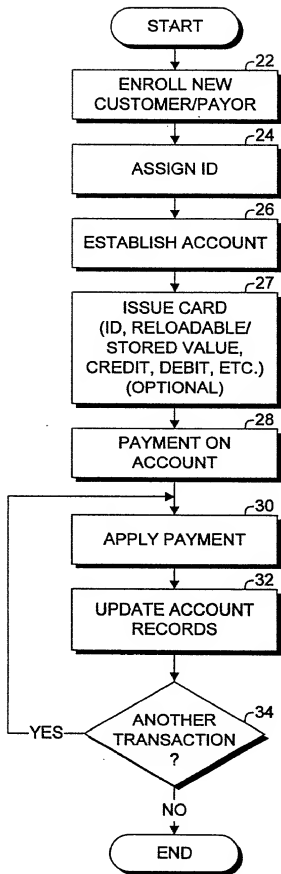 START
22
ENROLL NEW
CUSTOMER/PAYOR
24
ASSIGN ID
26
ESTABLISH ACCOUNT
27
ISSUE CARD
(ID, RELOADABLE/
STORED VALUE,
CREDIT, DEBIT, ETC.)
(OPTIONAL)
28
PAYMENT ON
ACCOUNT
30
APPLY PAYMENT
32
UPDATE ACCOUNT
RECORDS
34
ANOTHER
TRANSACTION
?
YES
NO
END